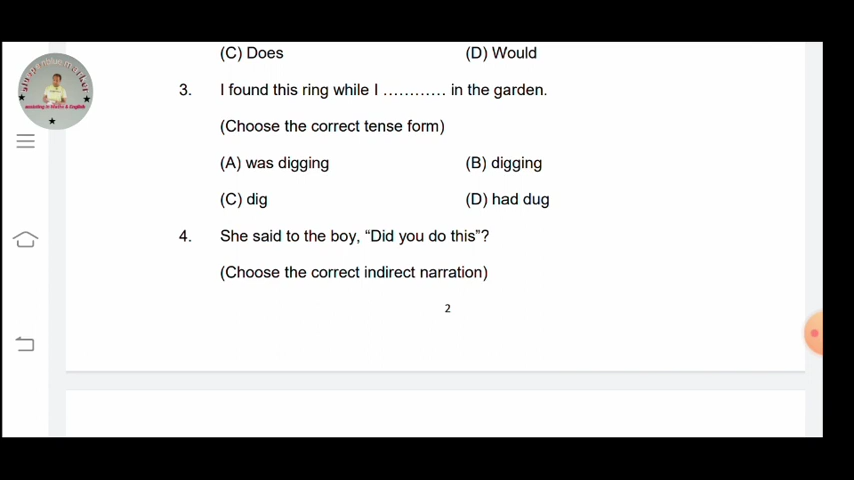 (C) Does (D) Would
3. I found this ring while I ………… in the garden.
(Choose the correct tense form)
(A) was digging (B) digging
(C) dig (D) had dug
4. She said to the boy, “Did you do this”?
(Choose the correct indirect narration)
2